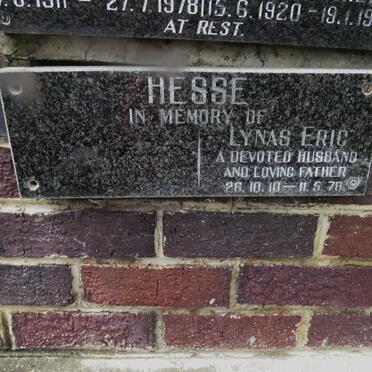 27.7.1978 15.6.1920 - 19.1.19
AT REST.
HESSE
IN MEMORY OF
LYNAS ERIC
A DEVOTED HUSBAND
AND LOVING FATHER
26.10.10 - 11.5.78